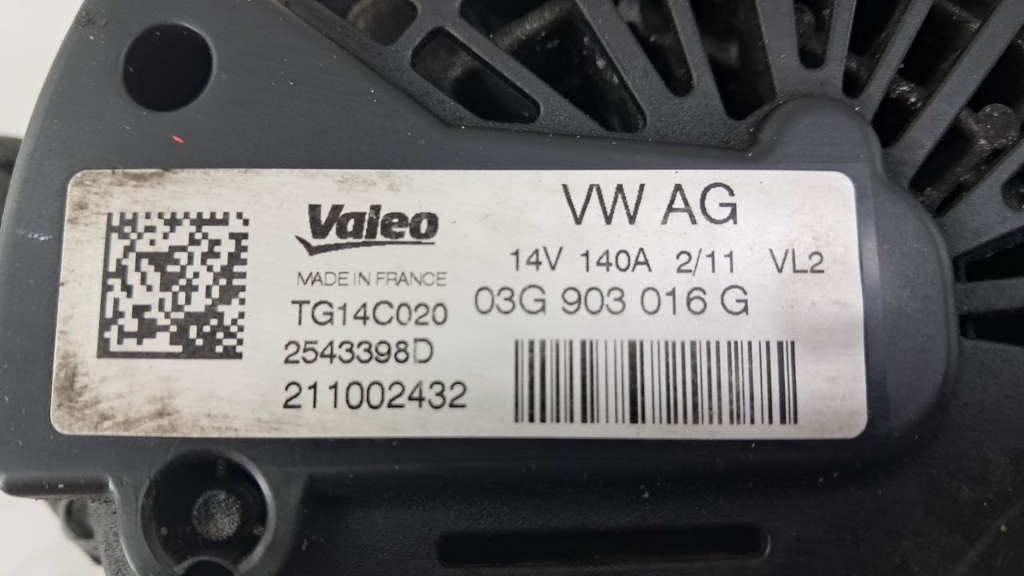 Valeo
MADE IN FRANCE
TG14C020
2543398D
211002432
VW AG
14V 140A 2/11 VL2
03G 903 016 G